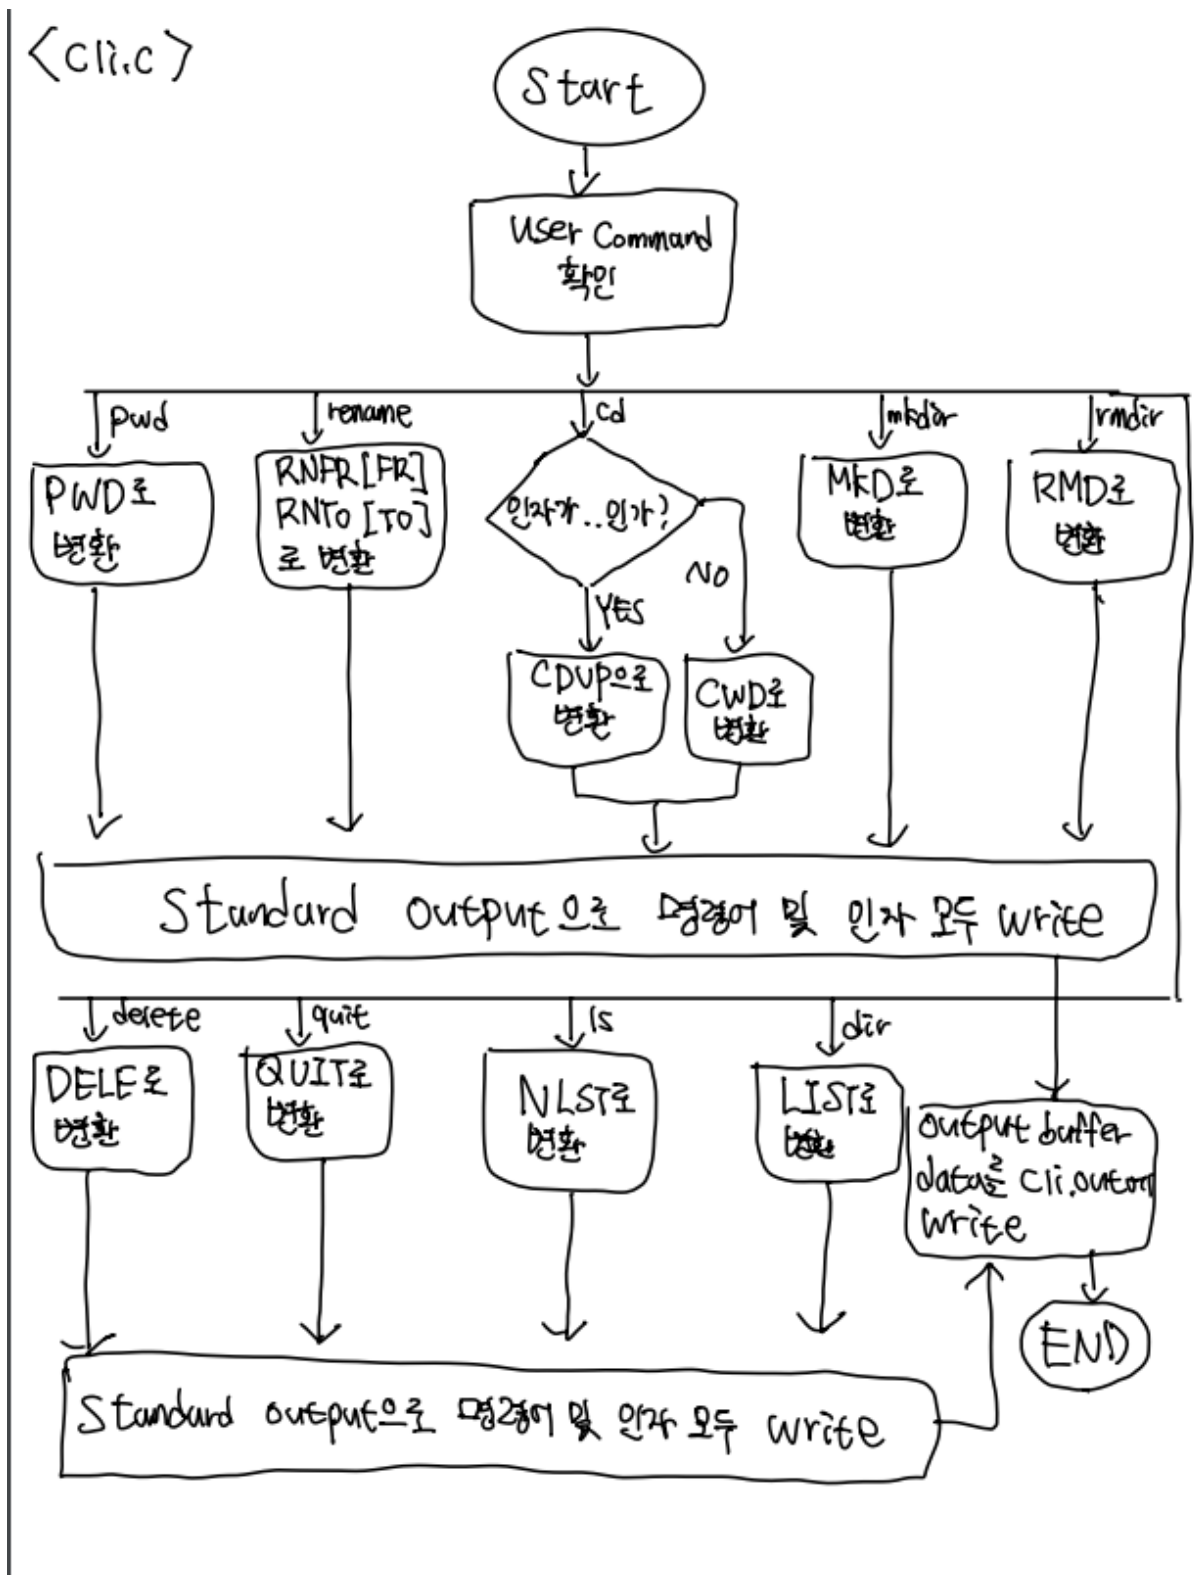 <cli.c>
Start
User Command
확인
pwd
rename
cd
mkdir
rmdir
PWD로
변환
RNFR [FR]
RNTO [TO]
로 변환
인자가..인가?
MKD로
변환
RMD로
변환
NO
YES
CDUP으로
변환
CWD로
변환
Standard output으로 명령어 및 인자 모두 write
delete
quit
ls
dir
DELE로
변환
QUIT로
변환
NLST로
변환
LIST로
변환
output buffer
data를 cli.out에
write
END
Standard output으로 명령어 및 인자 모두 write